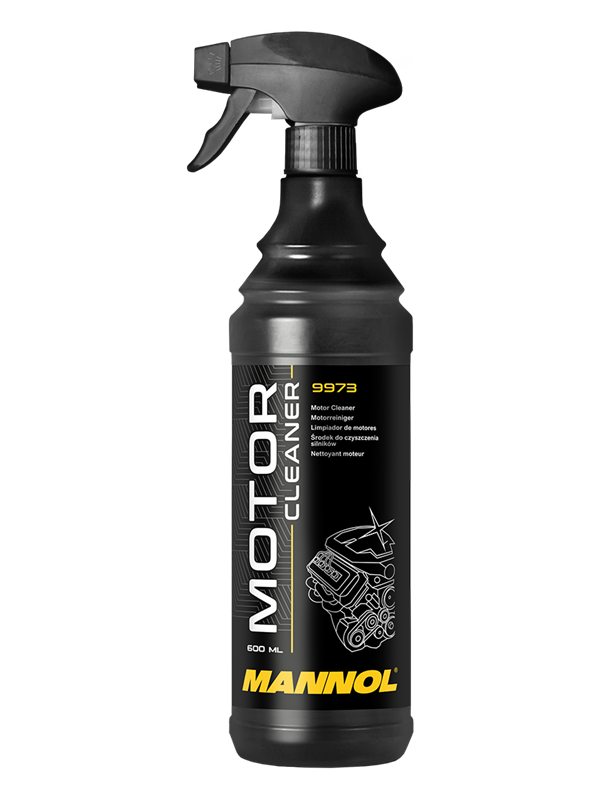 MOTOR
CLEANER
9973
Motor Cleaner
Motorreiniger
Limpiador de motores
Środek do czyszczenia
silników
Nettoyant moteur
600 ML
MANNOL®